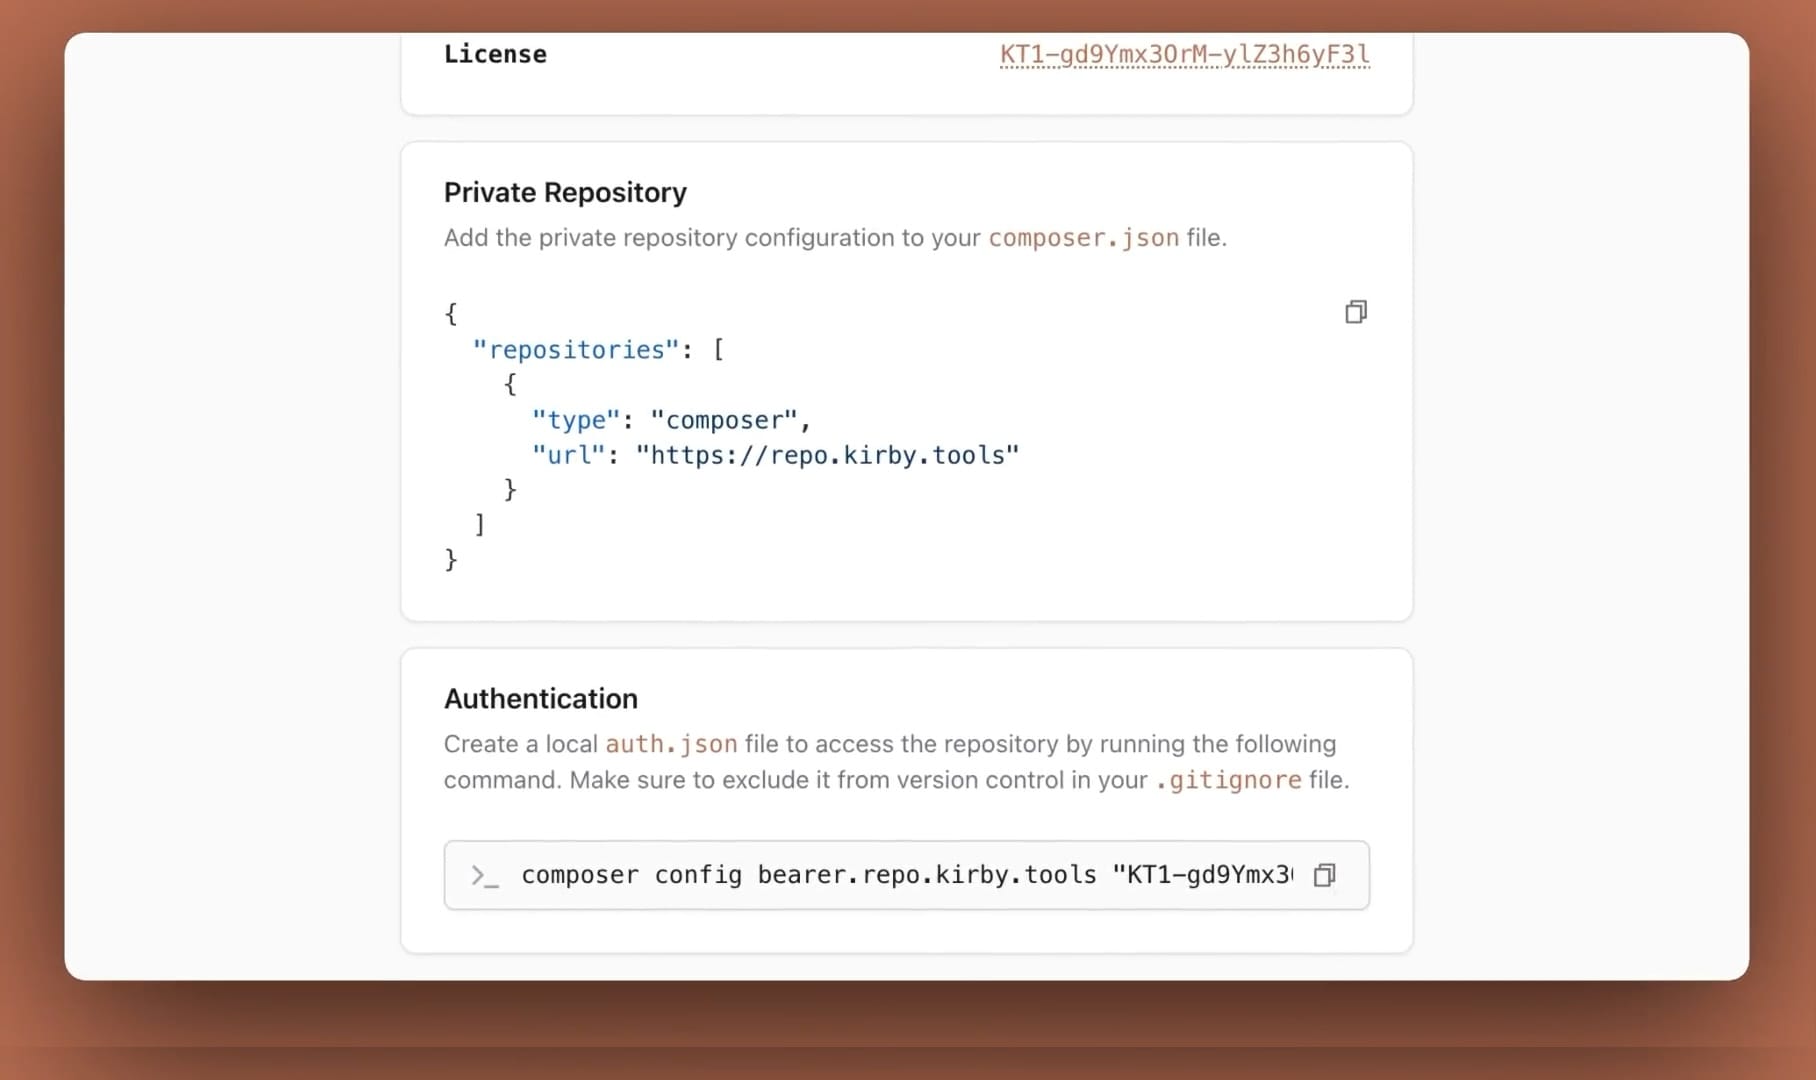 License KT1-gd9Ymx3OrM-ylZ3h6yF3l
Private Repository
Add the private repository configuration to your composer.json file.
{
"repositories": [
{
"type": "composer",
"url": "https://repo.kirby.tools"
}
]
}
Authentication
Create a local auth.json file to access the repository by running the following
command. Make sure to exclude it from version control in your .gitignore file.
>_ composer config bearer.repo.kirby.tools "KT1-gd9Ymx3